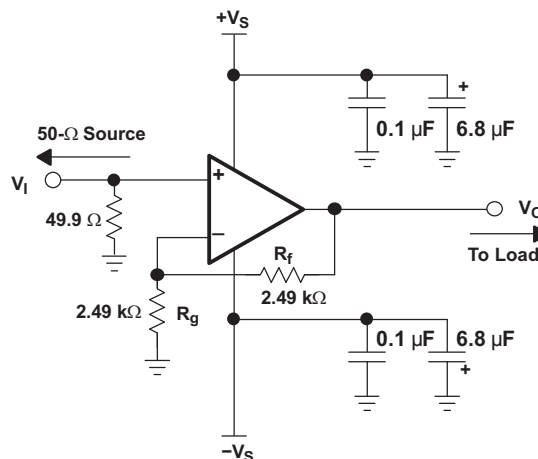 +VS
+
0.1 µF
6.8 µF
50-Ω Source
VI
+
49.9 Ω
−
VO
To Load
Rf
2.49 kΩ
2.49 kΩ
Rg
0.1 µF
6.8 µF
+
−VS